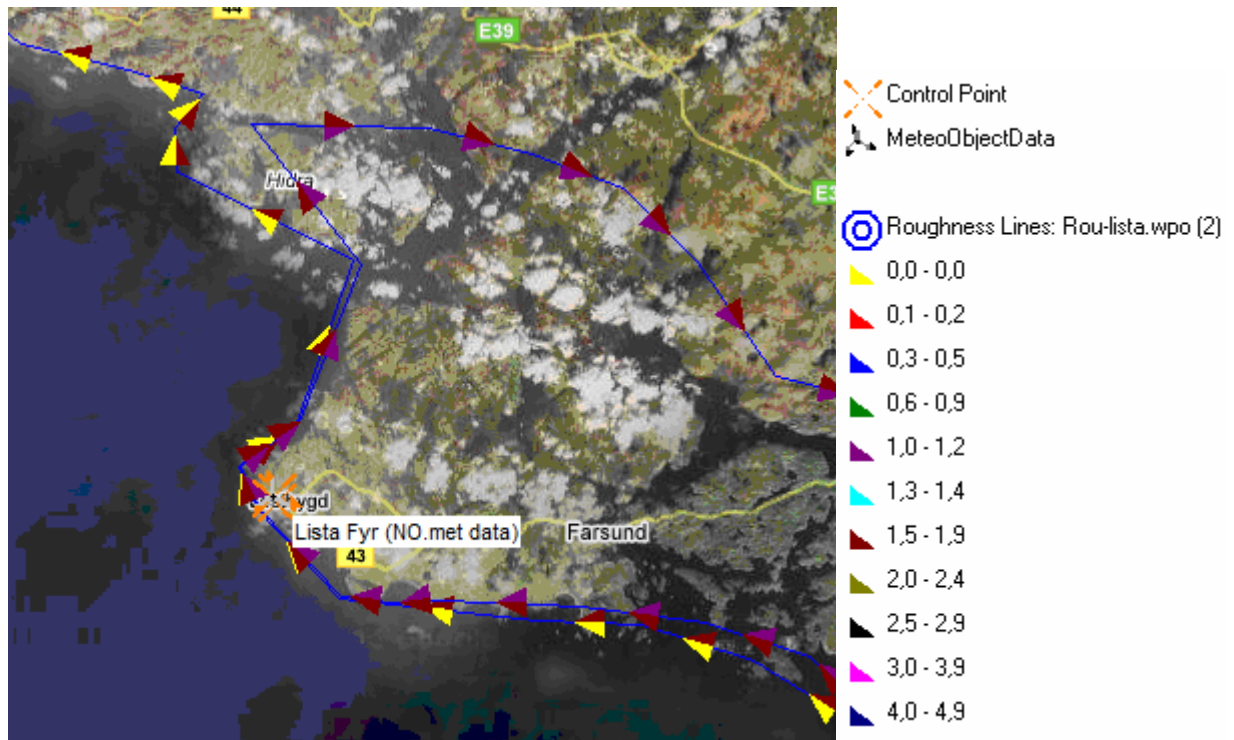 44
E39
Hidra
Lista Fyr (NO.met data)
Farsund
43
Control Point
MeteoObjectData
Roughness Lines: Rou-lista.wpo (2)
0,0 - 0,0
0,1 - 0,2
0,3 - 0,5
0,6 - 0,9
1,0 - 1,2
1,3 - 1,4
1,5 - 1,9
2,0 - 2,4
2,5 - 2,9
3,0 - 3,9
4,0 - 4,9